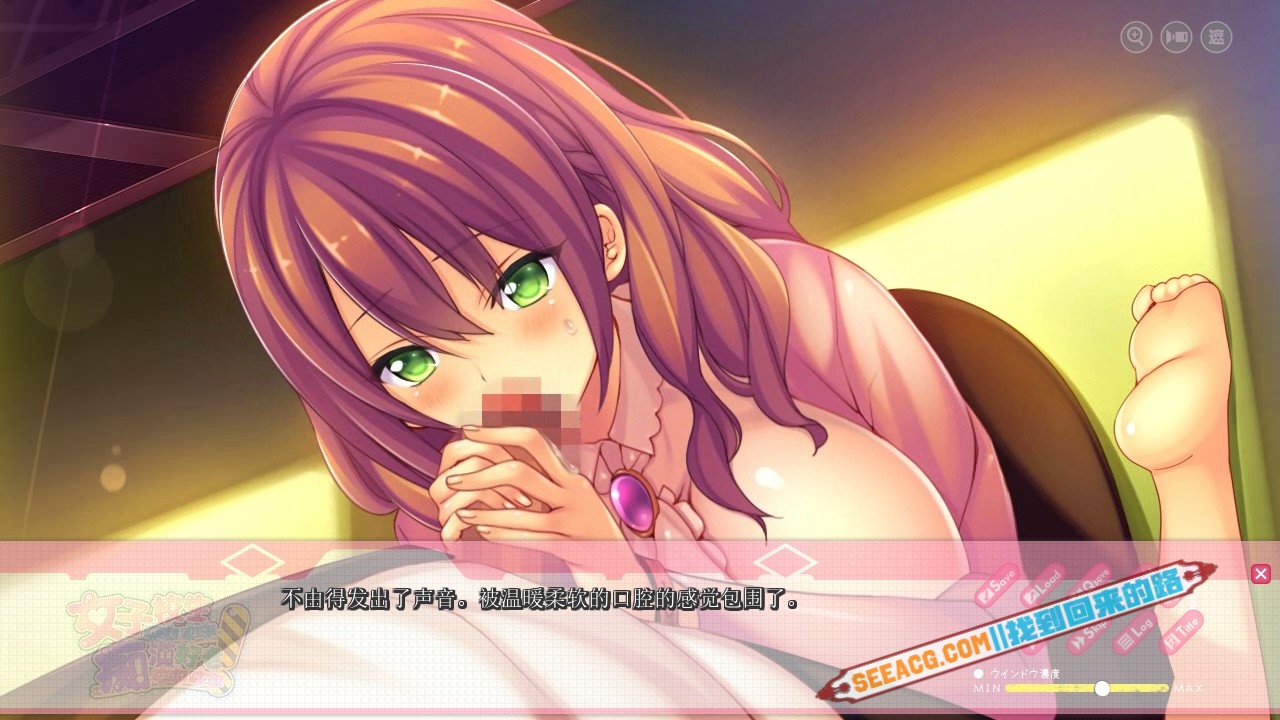 不由得发出了声音。被温暖柔软的口腔的感觉包围了。
Save
Load
Skip
Log
Title
SEEACG.COM||找到回来的路
ウインドウ濃度
MIN
MAX